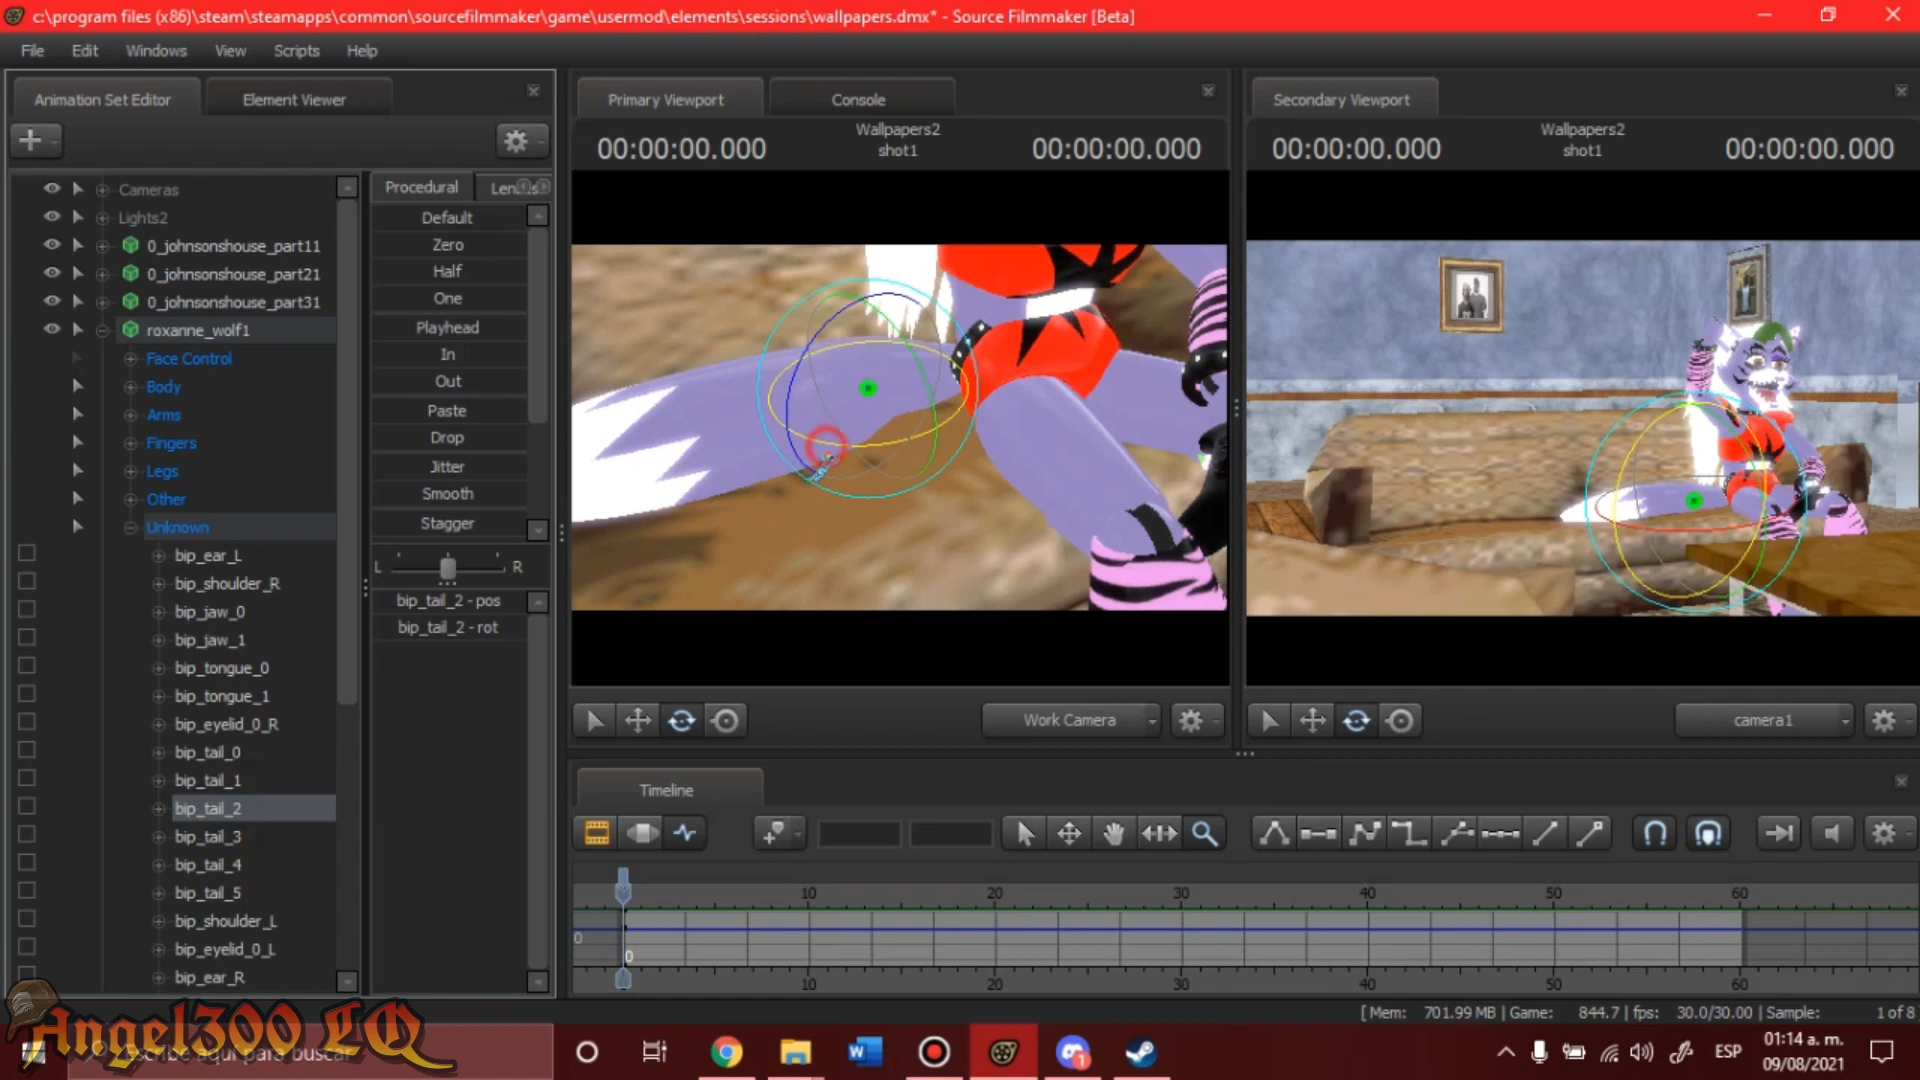 c:\program files (x86)\steam\steamapps\common\sourcefilmmaker\game\usermod\elements\sessions\wallpapers.dmx* - Source Filmmaker [Beta]
File Edit Windows View Scripts Help
Animation Set Editor Element Viewer
Primary Viewport Console
Secondary Viewport
00:00:00.000 Wallpapers2 shot1 00:00:00.000
00:00:00.000 Wallpapers2 shot1 00:00:00.000
Cameras
Lights2
0_johnsonshouse_part11
0_johnsonshouse_part21
0_johnsonshouse_part31
roxanne_wolf1
Face Control
Body
Arms
Fingers
Legs
Other
Unknown
bip_ear_L
bip_shoulder_R
bip_jaw_0
bip_jaw_1
bip_tongue_0
bip_tongue_1
bip_eyelid_0_R
bip_tail_0
bip_tail_1
bip_tail_2
bip_tail_3
bip_tail_4
bip_tail_5
bip_shoulder_L
bip_eyelid_0_L
bip_ear_R
Procedural
Default
Zero
Half
One
Playhead
In
Out
Paste
Drop
Jitter
Smooth
Stagger
L R
bip_tail_2 - pos
bip_tail_2 - rot
Work Camera
camera1
Timeline
10 20 30 40 50 60
0
0
10 20 30 40 50 60
[ Mem: 701.99 MB | Game: 844.7 | fps: 30.0/30.00 | Sample: 1 of 8
Angel300 LQ
Escribe aquí para buscar
1
ESP
01:14 a. m.
09/08/2021